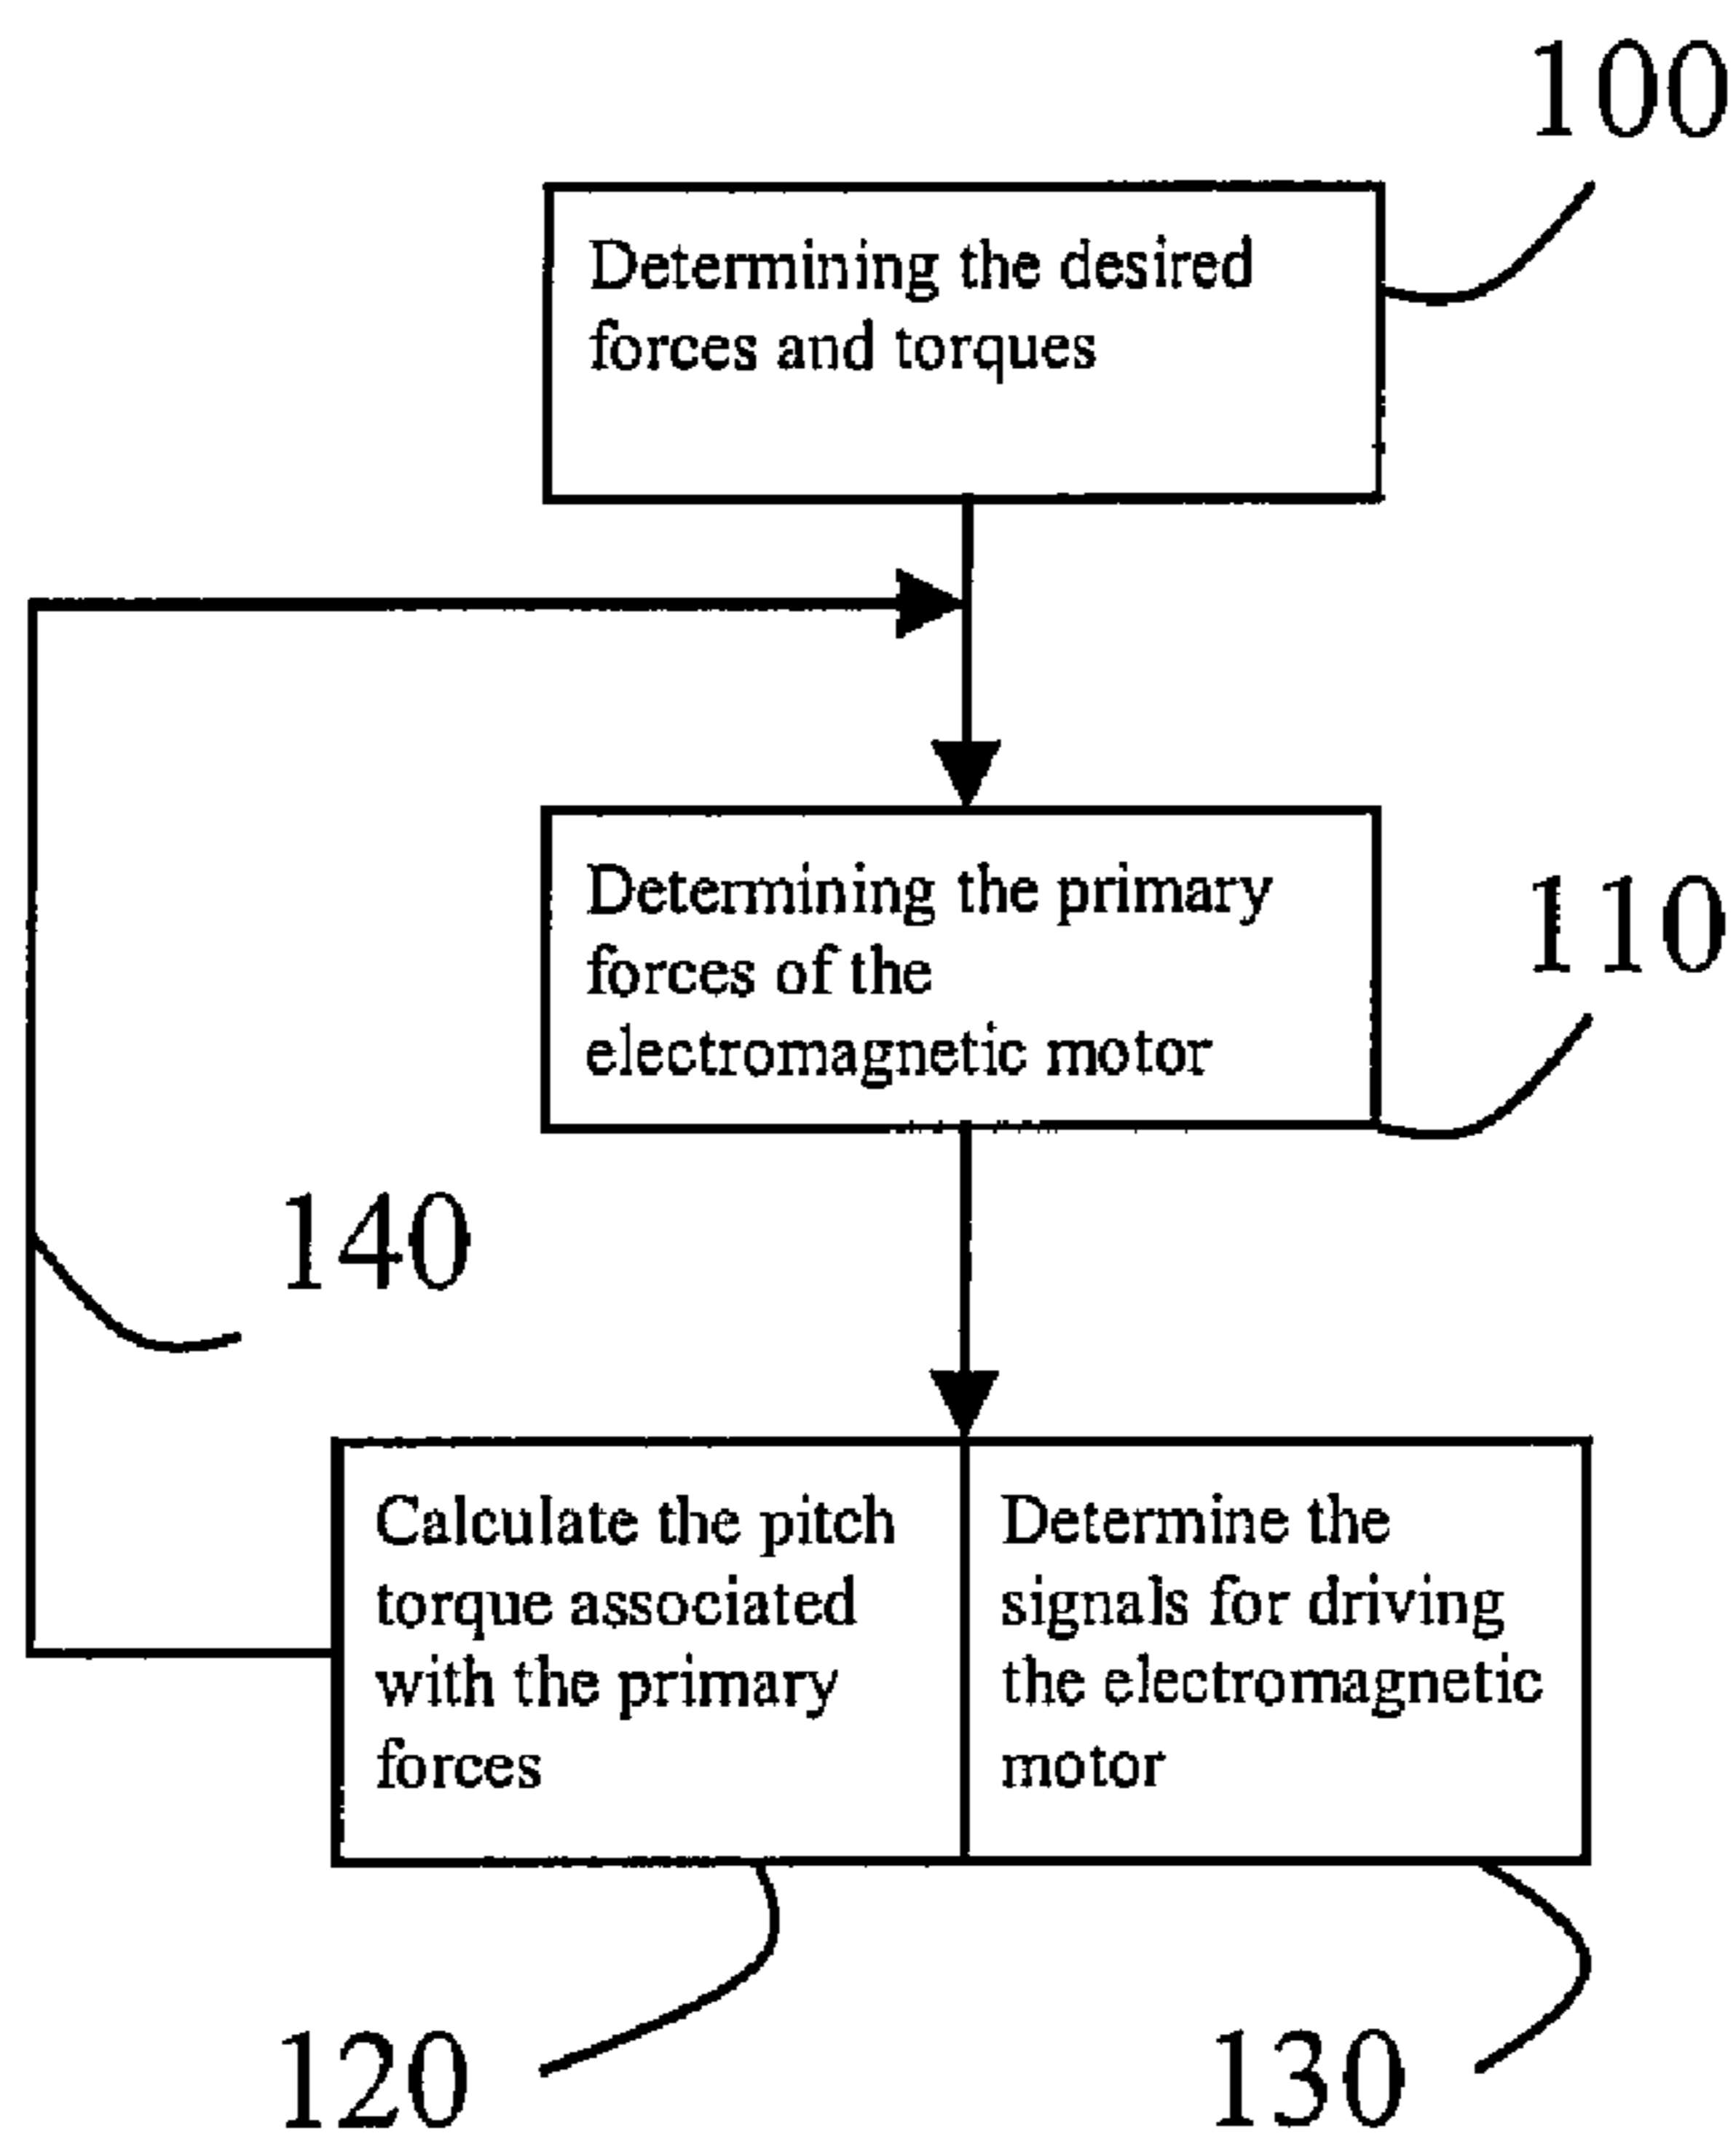 100
Determining the desired
forces and torques
Determining the primary
forces of the
electromagnetic motor
110
140
Calculate the pitch
torque associated
with the primary
forces
Determine the
signals for driving
the electromagnetic
motor
120
130